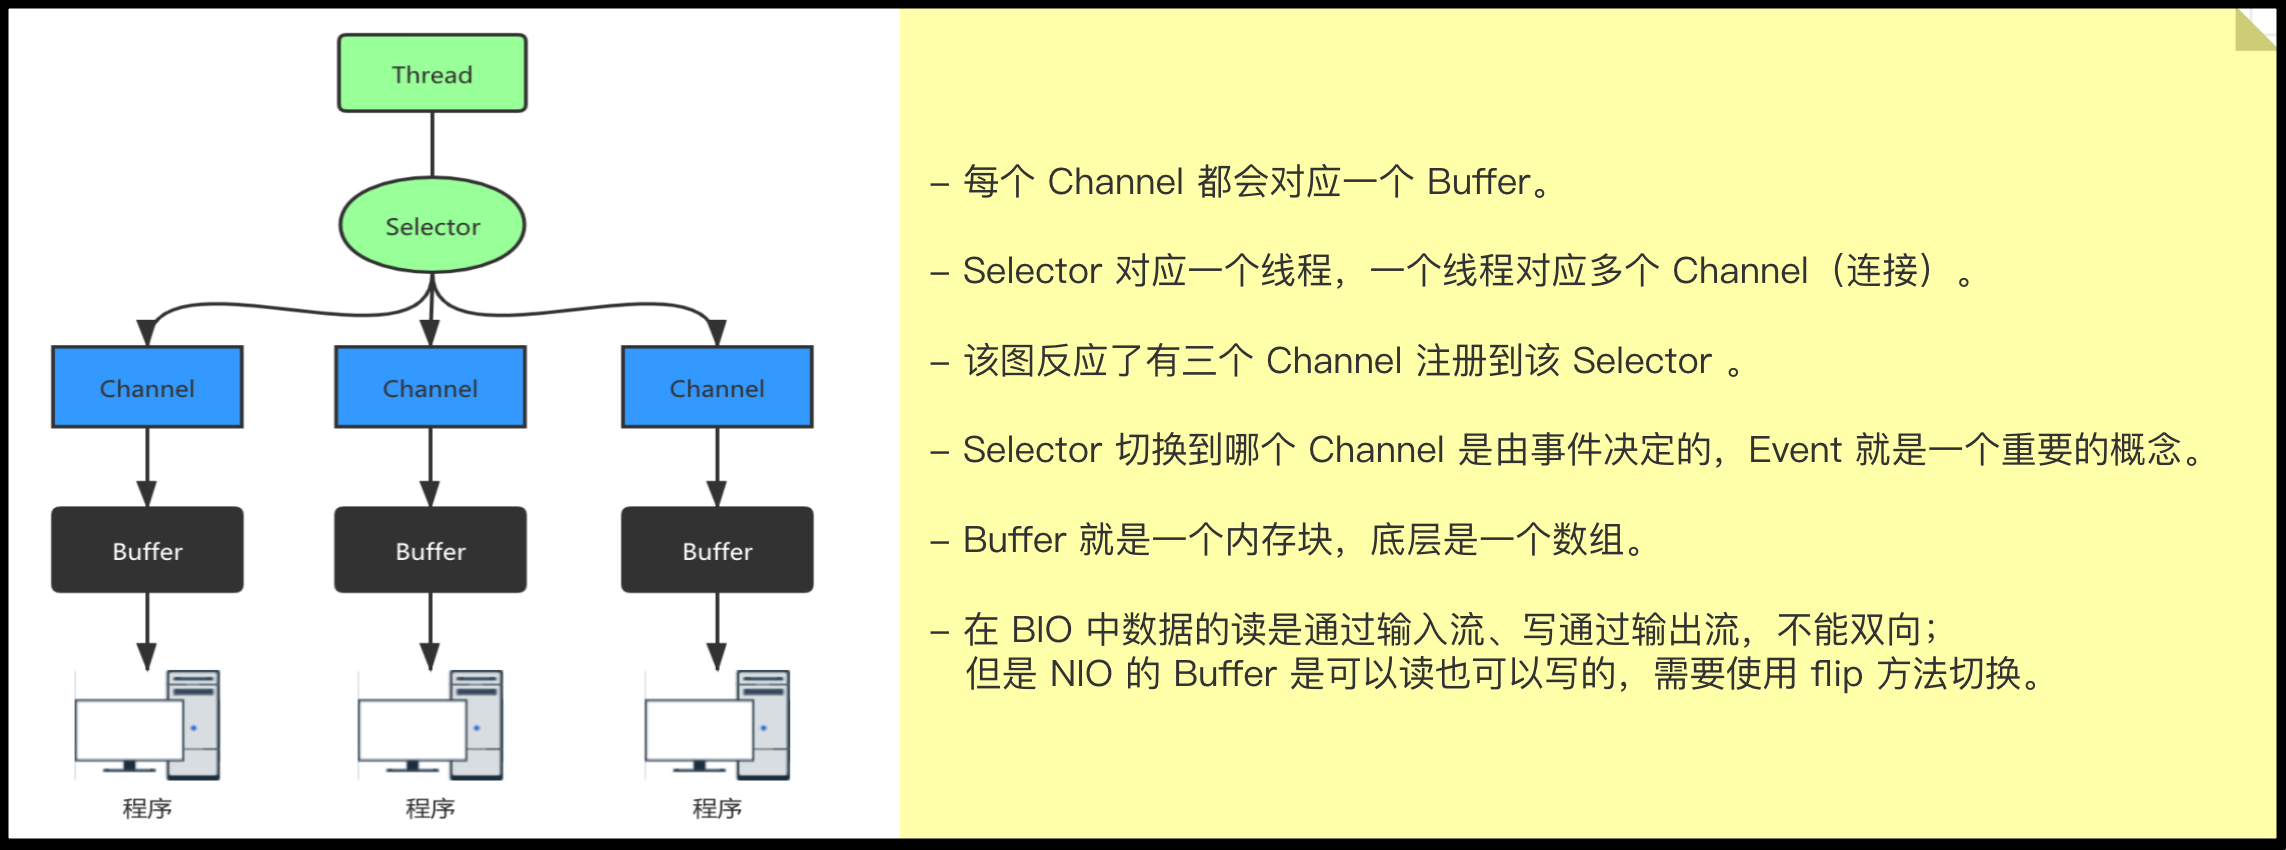 Thread
Selector
Channel
Channel
Channel
Buffer
Buffer
Buffer
程序
程序
程序
– 每个 Channel 都会对应一个 Buffer。
– Selector 对应一个线程，一个线程对应多个 Channel（连接）。
– 该图反应了有三个 Channel 注册到该 Selector 。
– Selector 切换到哪个 Channel 是由事件决定的，Event 就是一个重要的概念。
– Buffer 就是一个内存块，底层是一个数组。
– 在 BIO 中数据的读是通过输入流、写通过输出流，不能双向；
但是 NIO 的 Buffer 是可以读也可以写的，需要使用 flip 方法切换。